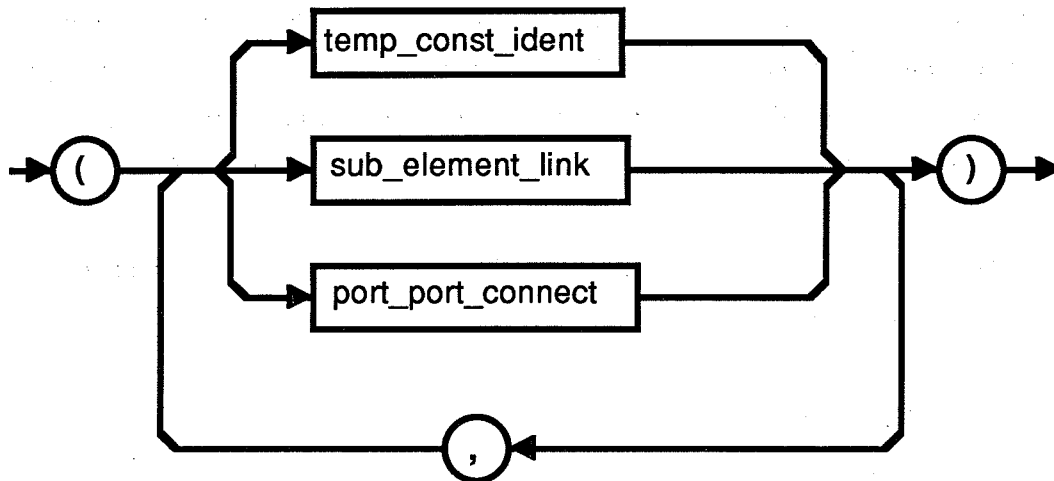 temp_const_ident
( sub_element_link )
port_port_connect
,